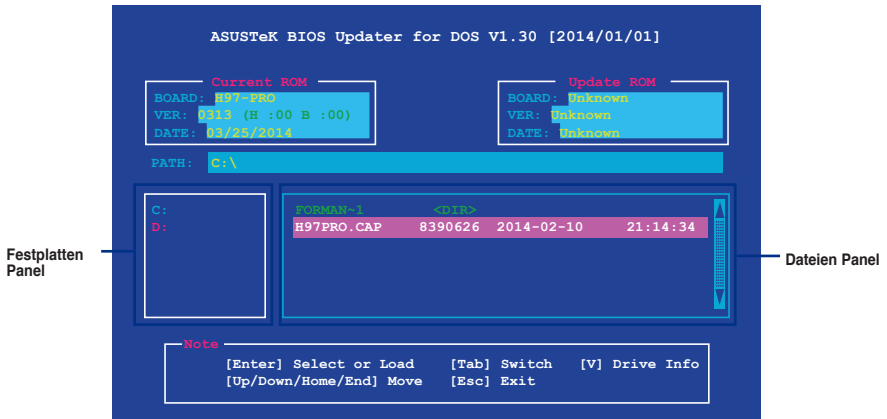 ASUSTeK BIOS Updater for DOS V1.30 [2014/01/01]
Current ROM
BOARD: H97-PRO
VER: 0313 (H :00 B :00)
DATE: 03/25/2014
Update ROM
BOARD: Unknown
VER: Unknown
DATE: Unknown
PATH: C:\
C:
D:
FORMAN~1 <DIR>
H97PRO.CAP 8390626 2014-02-10 21:14:34
Festplatten
Panel
Dateien Panel
Note
[Enter] Select or Load [Tab] Switch [V] Drive Info
[Up/Down/Home/End] Move [Esc] Exit